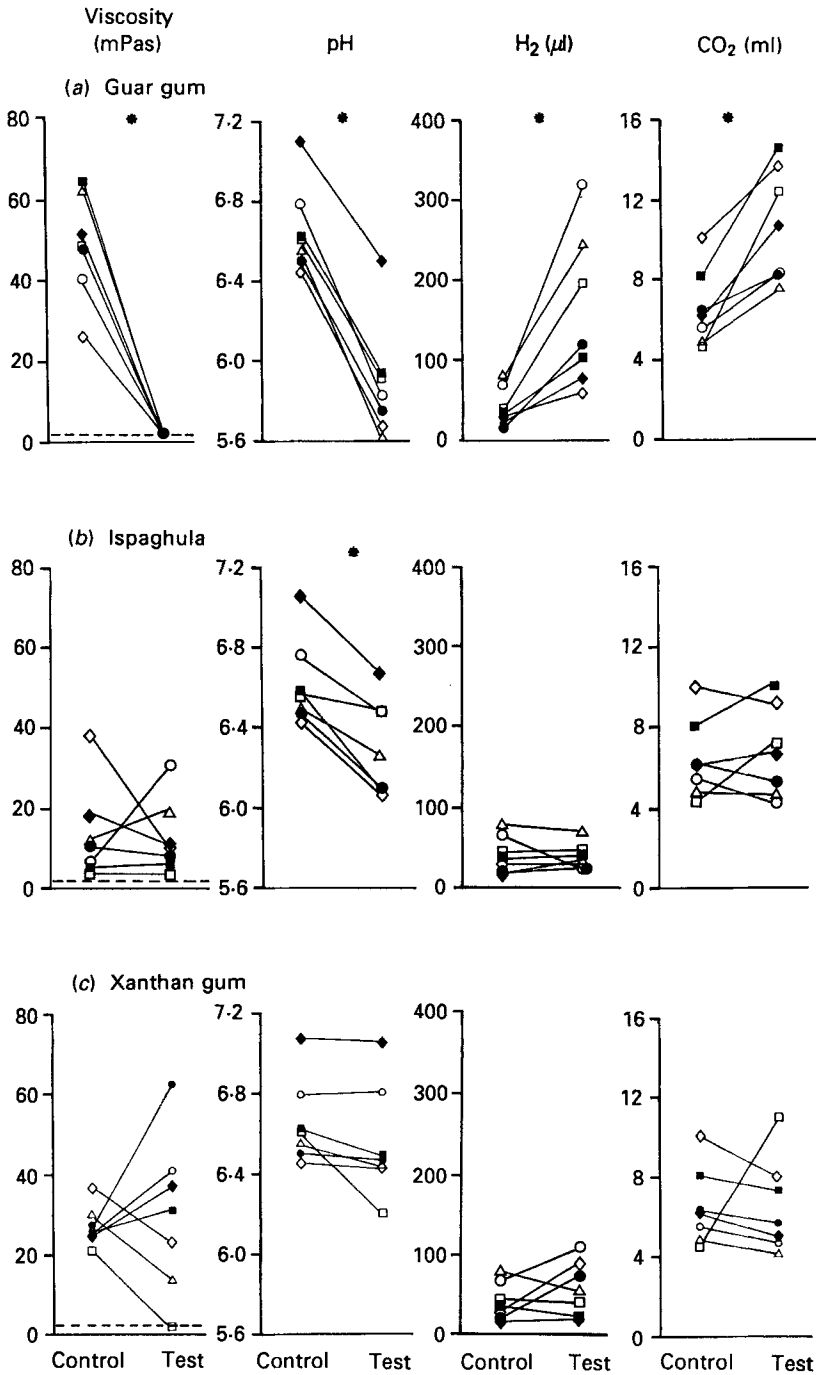 Viscosity (mPas)
pH
H₂ (μl)
CO₂ (ml)
(a) Guar gum
* * * *
80 7·2 400 16
6·8
60 300 12
6·4
40 200 8
6·0
20 100 4
0 5·6 0 0
(b) Ispaghula
*
80 7·2 400 16
6·8
60 300 12
6·4
40 200 8
6·0
20 100 4
0 5·6 0 0
(c) Xanthan gum
80 7·2 400 16
6·8
60 300 12
6·4
40 200 8
6·0
20 100 4
0 5·6 0 0
Control Test Control Test Control Test Control Test